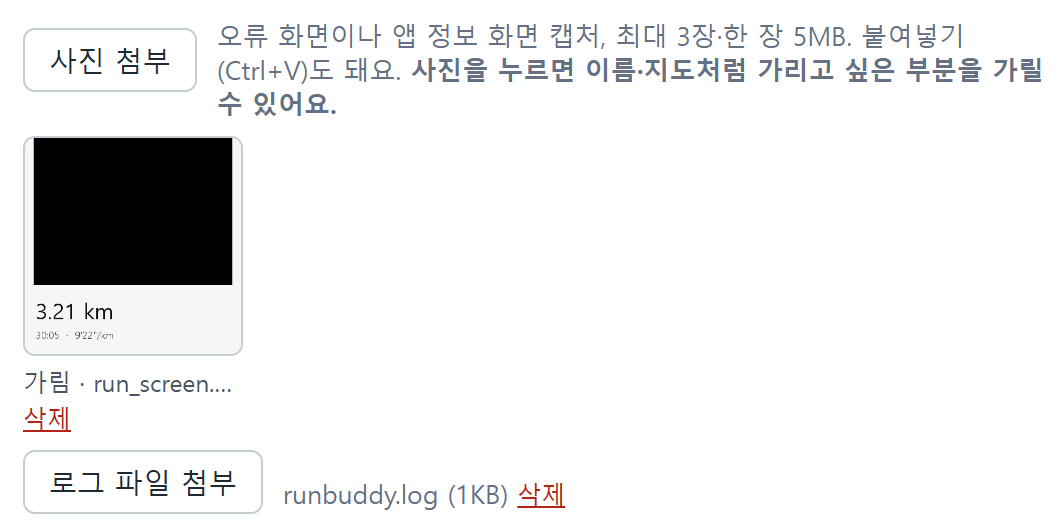 사진 첨부
오류 화면이나 앱 정보 화면 캡처, 최대 3장·한 장 5MB. 붙여넣기
(Ctrl+V)도 돼요. 사진을 누르면 이름·지도처럼 가리고 싶은 부분을 가릴
수 있어요.
3.21 km
30:05 · 9'22"/km
가림 · run_screen....
삭제
로그 파일 첨부
runbuddy.log (1KB) 삭제